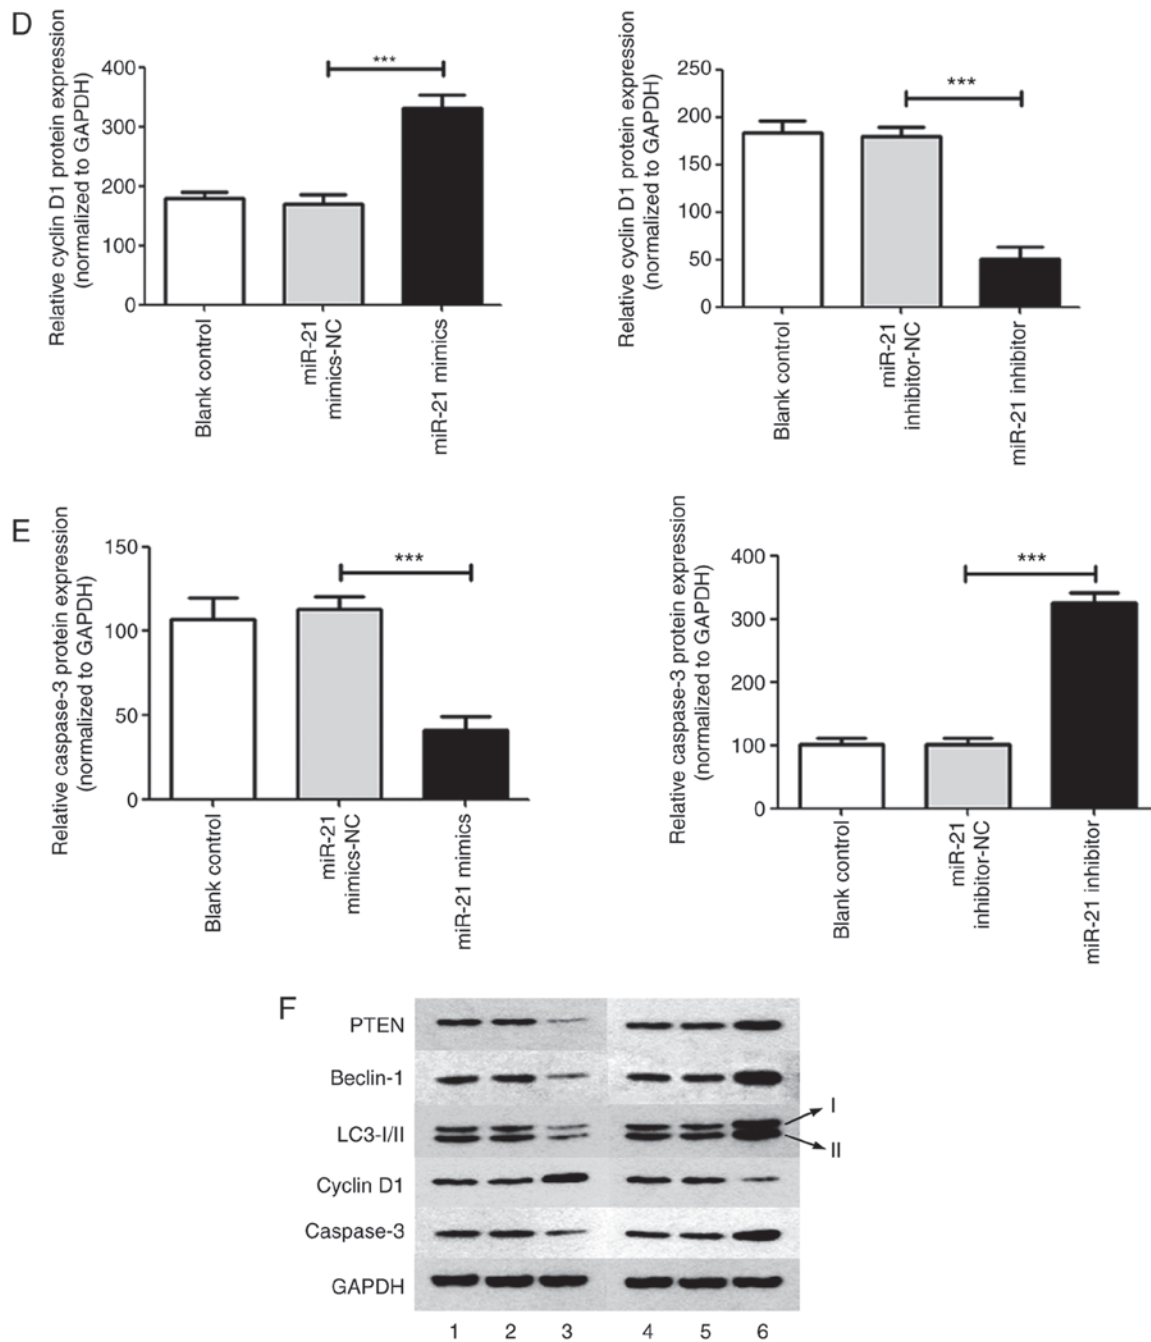 D
Relative cyclin D1 protein expression
(normalized to GAPDH)
400
300
200
100
0
***
Blank control
miR-21
mimics-NC
miR-21 mimics
Relative cyclin D1 protein expression
(normalized to GAPDH)
250
200
150
100
50
0
***
Blank control
miR-21
inhibitor-NC
miR-21 inhibitor
E
Relative caspase-3 protein expression
(normalized to GAPDH)
150
100
50
0
***
Blank control
miR-21
mimics-NC
miR-21 mimics
Relative caspase-3 protein expression
(normalized to GAPDH)
400
300
200
100
0
***
Blank control
miR-21
inhibitor-NC
miR-21 inhibitor
F
PTEN
Beclin-1
LC3-I/II
I
II
Cyclin D1
Caspase-3
GAPDH
1 2 3 4 5 6